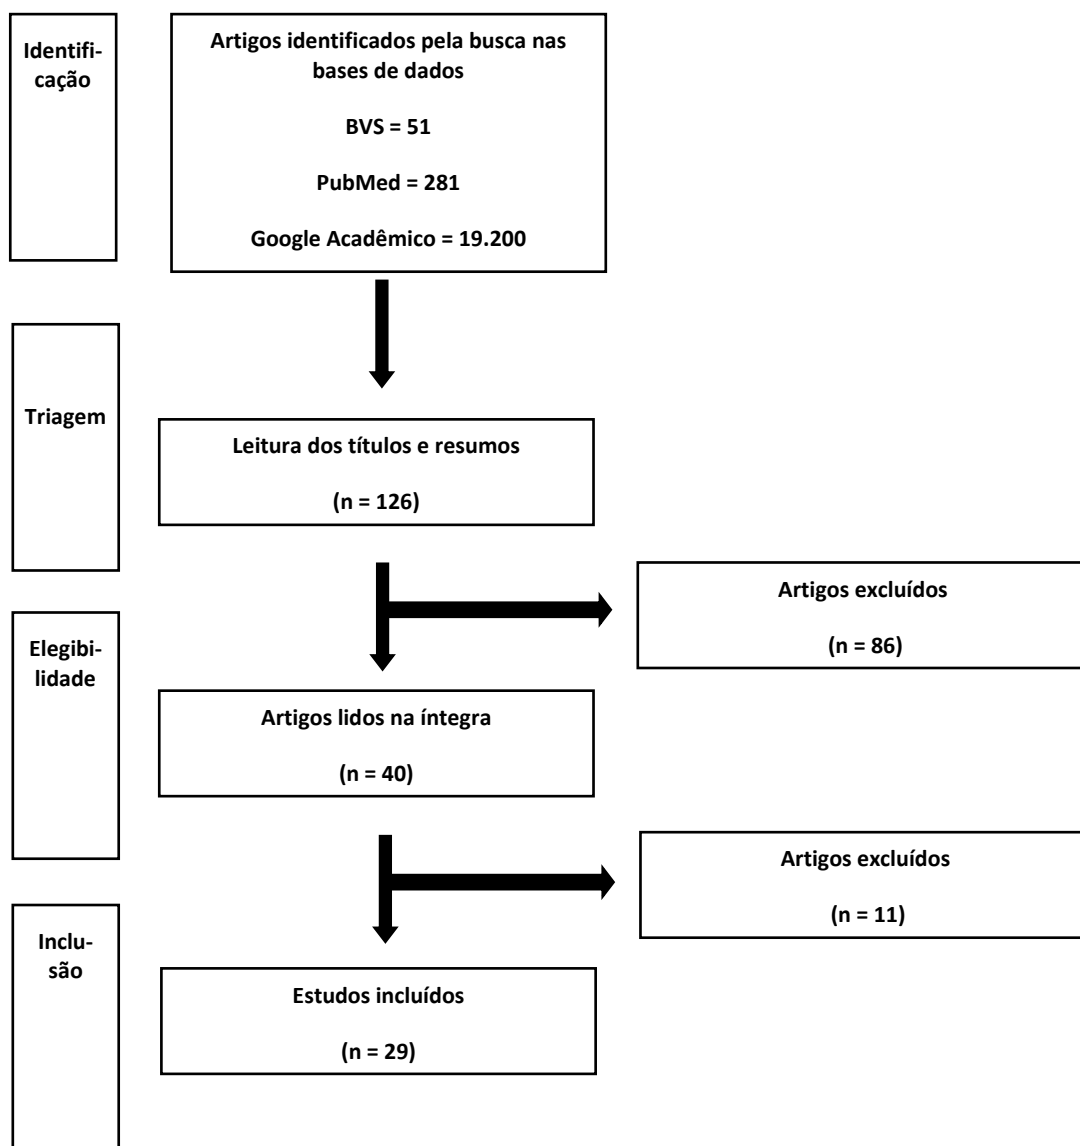 Identifi-
cação
Artigos identificados pela busca nas
bases de dados
BVS = 51
PubMed = 281
Google Acadêmico = 19.200
Triagem
Leitura dos títulos e resumos
(n = 126)
Artigos excluídos
(n = 86)
Elegibi-
lidade
Artigos lidos na íntegra
(n = 40)
Artigos excluídos
(n = 11)
Inclu-
são
Estudos incluídos
(n = 29)